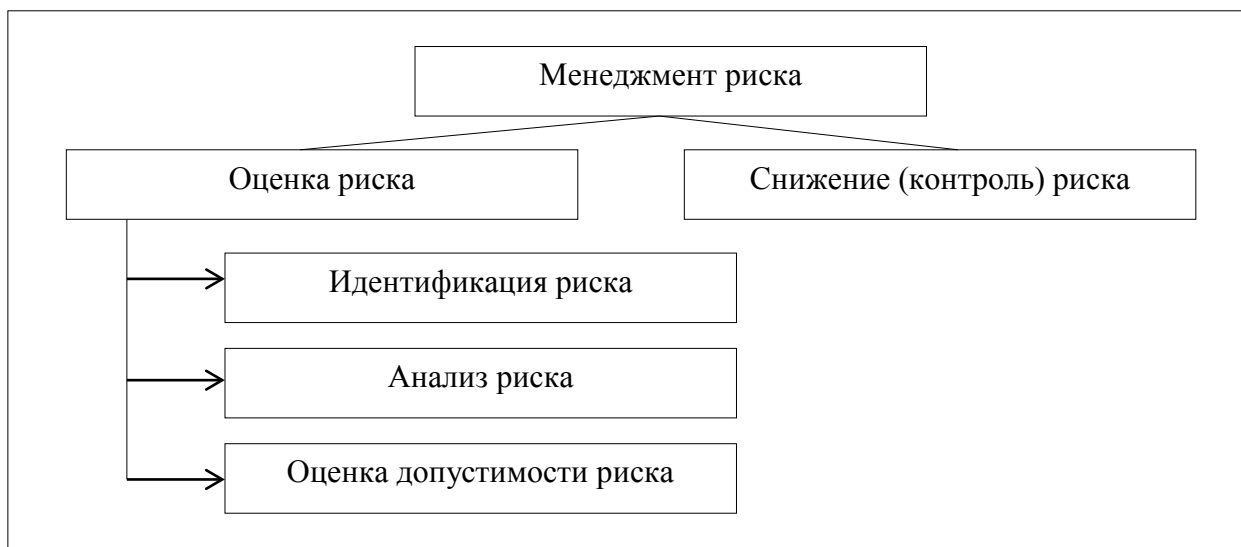 Менеджмент риска
Оценка риска
Снижение (контроль) риска
Идентификация риска
Анализ риска
Оценка допустимости риска